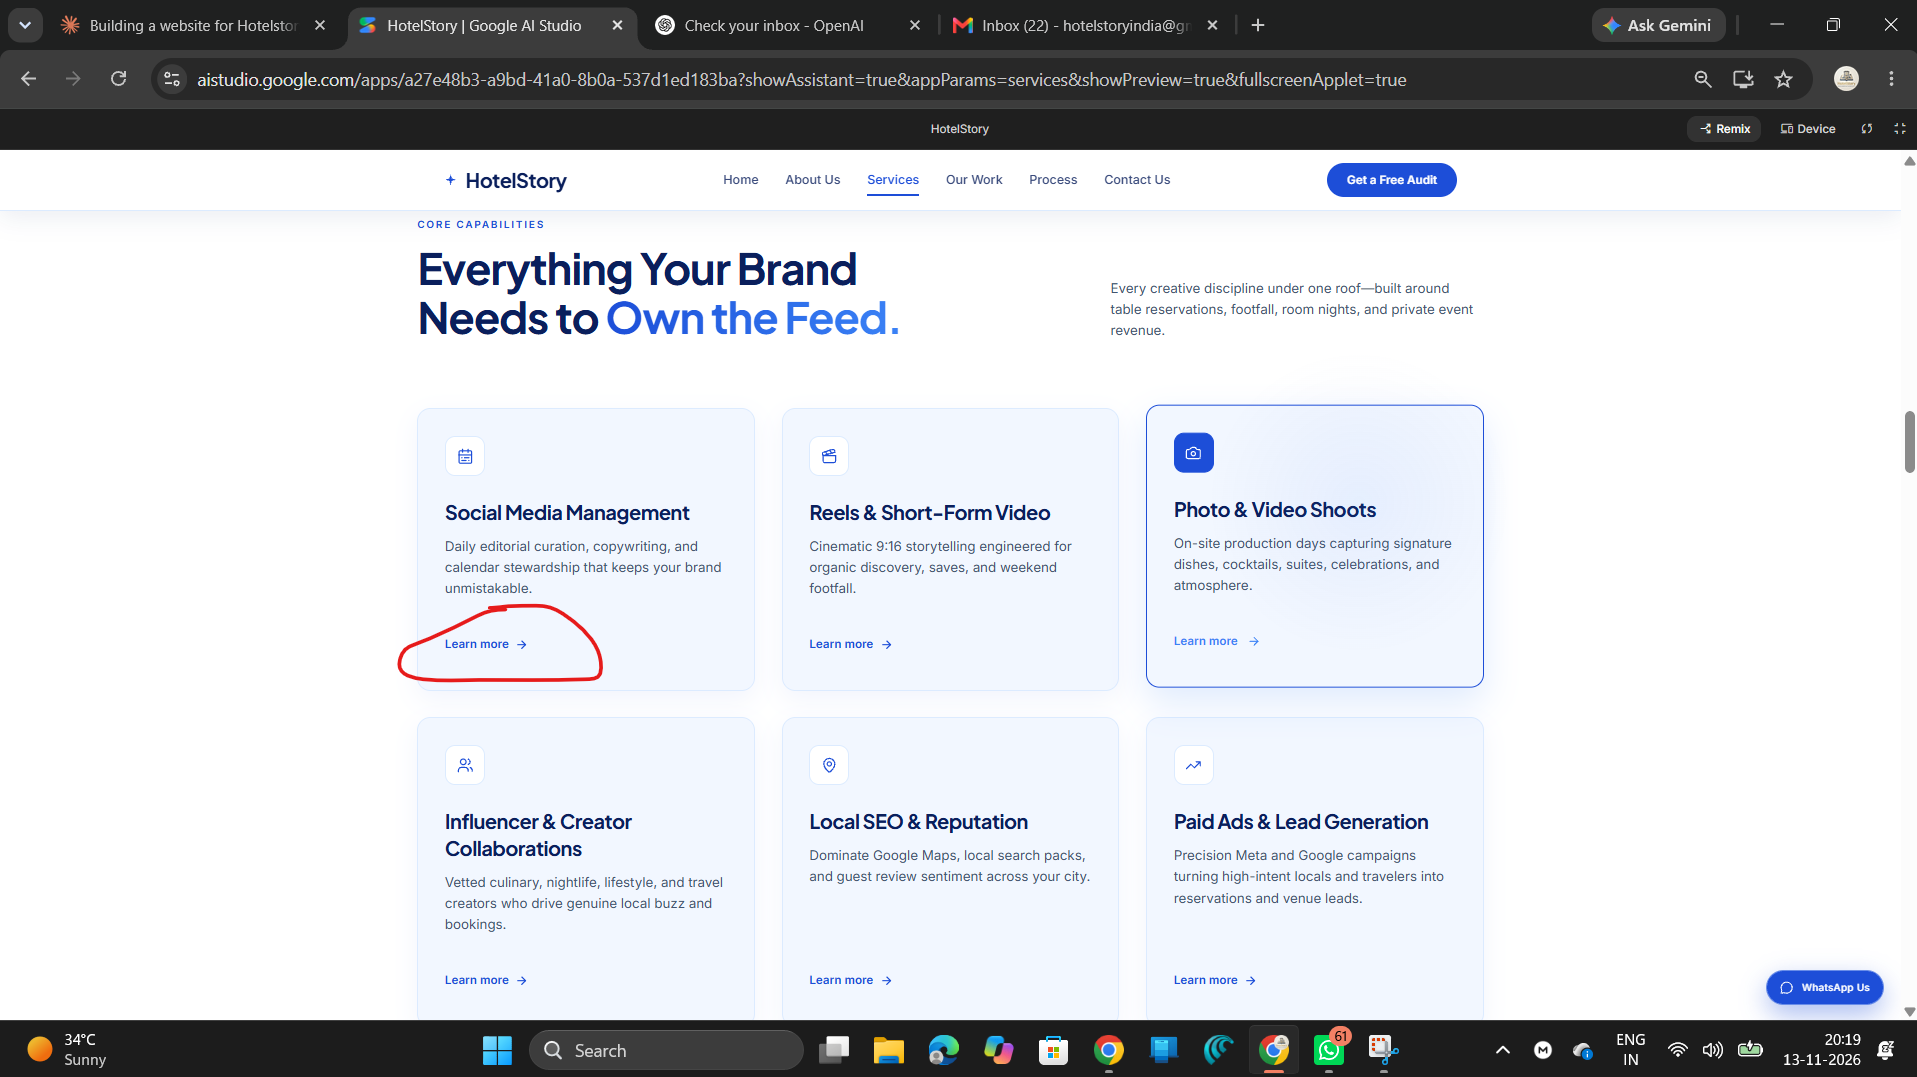 Building a website for Hotelstor
HotelStory | Google AI Studio
Check your inbox - OpenAI
Inbox (22) - hotelstoryindia@gm
Ask Gemini
aistudio.google.com/apps/a27e48b3-a9bd-41a0-8b0a-537d1ed183ba?showAssistant=true&appParams=services&showPreview=true&fullscreenApplet=true
HotelStory
Remix
Device
HotelStory
Home
About Us
Services
Our Work
Process
Contact Us
Get a Free Audit
CORE CAPABILITIES
Everything Your Brand
Needs to Own the Feed.
Every creative discipline under one roof—built around
table reservations, footfall, room nights, and private event
revenue.
Social Media Management
Daily editorial curation, copywriting, and
calendar stewardship that keeps your brand
unmistakable.
Learn more →
Reels & Short-Form Video
Cinematic 9:16 storytelling engineered for
organic discovery, saves, and weekend
footfall.
Learn more →
Photo & Video Shoots
On-site production days capturing signature
dishes, cocktails, suites, celebrations, and
atmosphere.
Learn more →
Influencer & Creator
Collaborations
Vetted culinary, nightlife, lifestyle, and travel
creators who drive genuine local buzz and
bookings.
Learn more →
Local SEO & Reputation
Dominate Google Maps, local search packs,
and guest review sentiment across your city.
Learn more →
Paid Ads & Lead Generation
Precision Meta and Google campaigns
turning high-intent locals and travelers into
reservations and venue leads.
Learn more →
WhatsApp Us
34°C
Sunny
Search
61
ENG
IN
20:19
13-11-2026